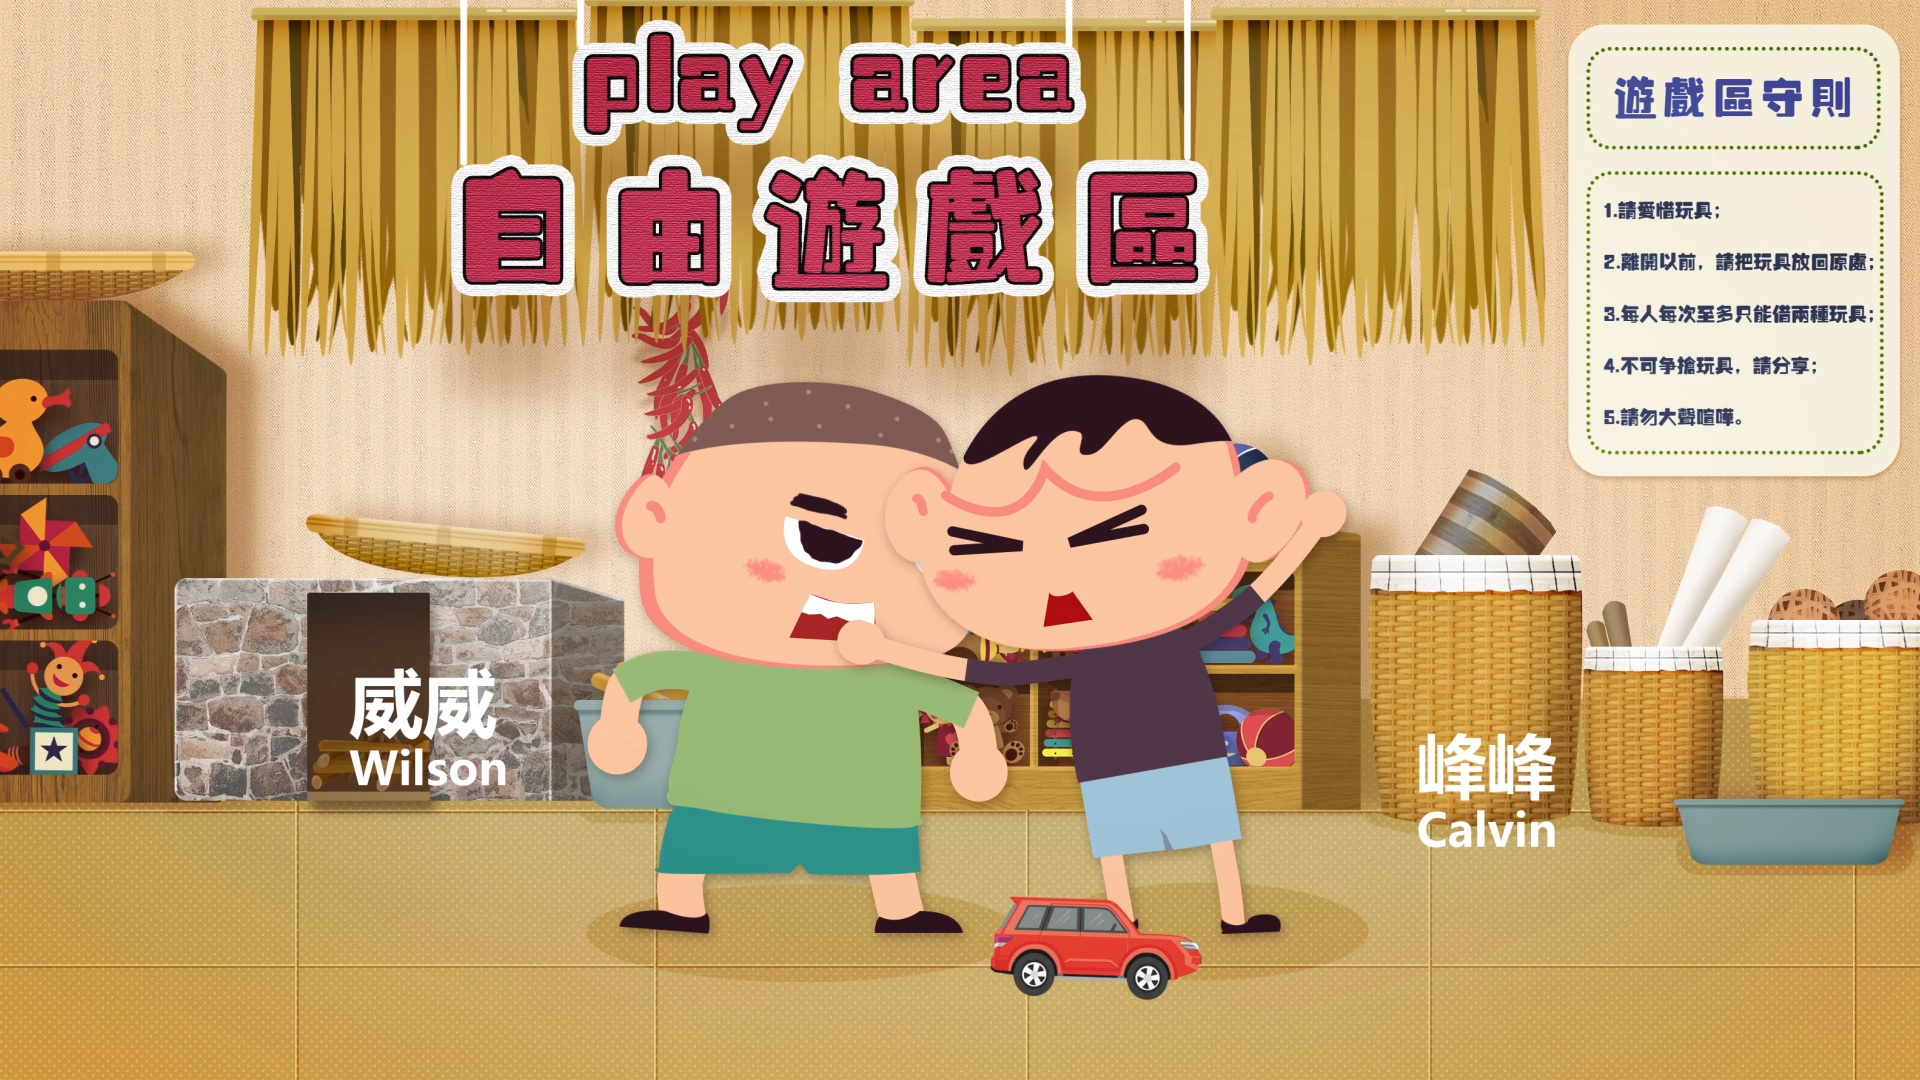 play area
自由遊戲區
遊戲區守則
1.請愛惜玩具；
2.離開以前，請把玩具放回原處；
3.每人每次至多只能借兩種玩具；
4.不可争搶玩具，請分享；
5.請勿大聲喧嘩。
威威
Wilson
峰峰
Calvin